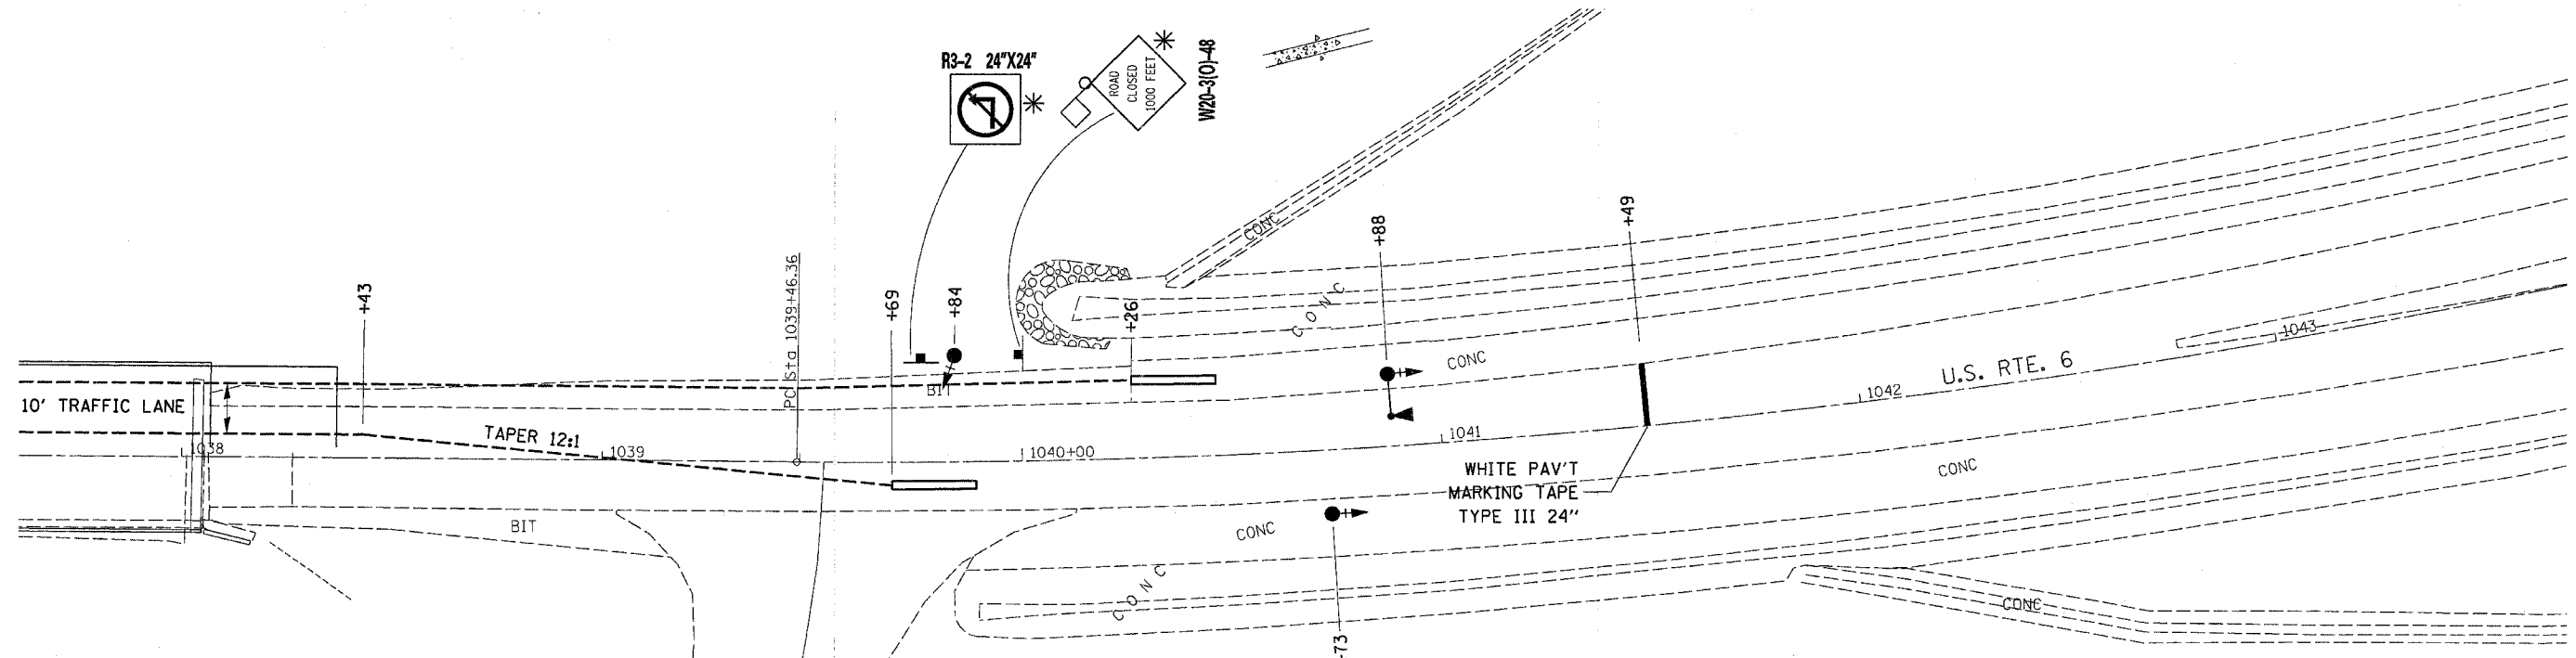 R3-2 24"X24"
ROAD
CLOSED
1000 FEET
W20-3(O)-48
CONC
+49
+88
CONC
PC Sta 1039+46.36
+43
+69
+84
+26
CONC
1043
U.S. RTE. 6
1042
10' TRAFFIC LANE
BIT
TAPER 12:1
1038
1039
1040+00
1041
WHITE PAV'T
MARKING TAPE
TYPE III 24"
CONC
CONC
BIT
CONC
CONC
CONC
-73